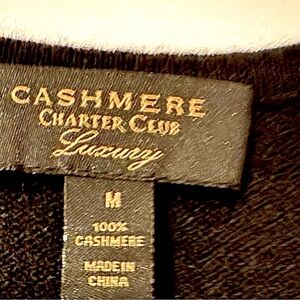 CASHMERE
CHARTER CLUB
Luxury
M
100%
CASHMERE
MADE IN
CHINA